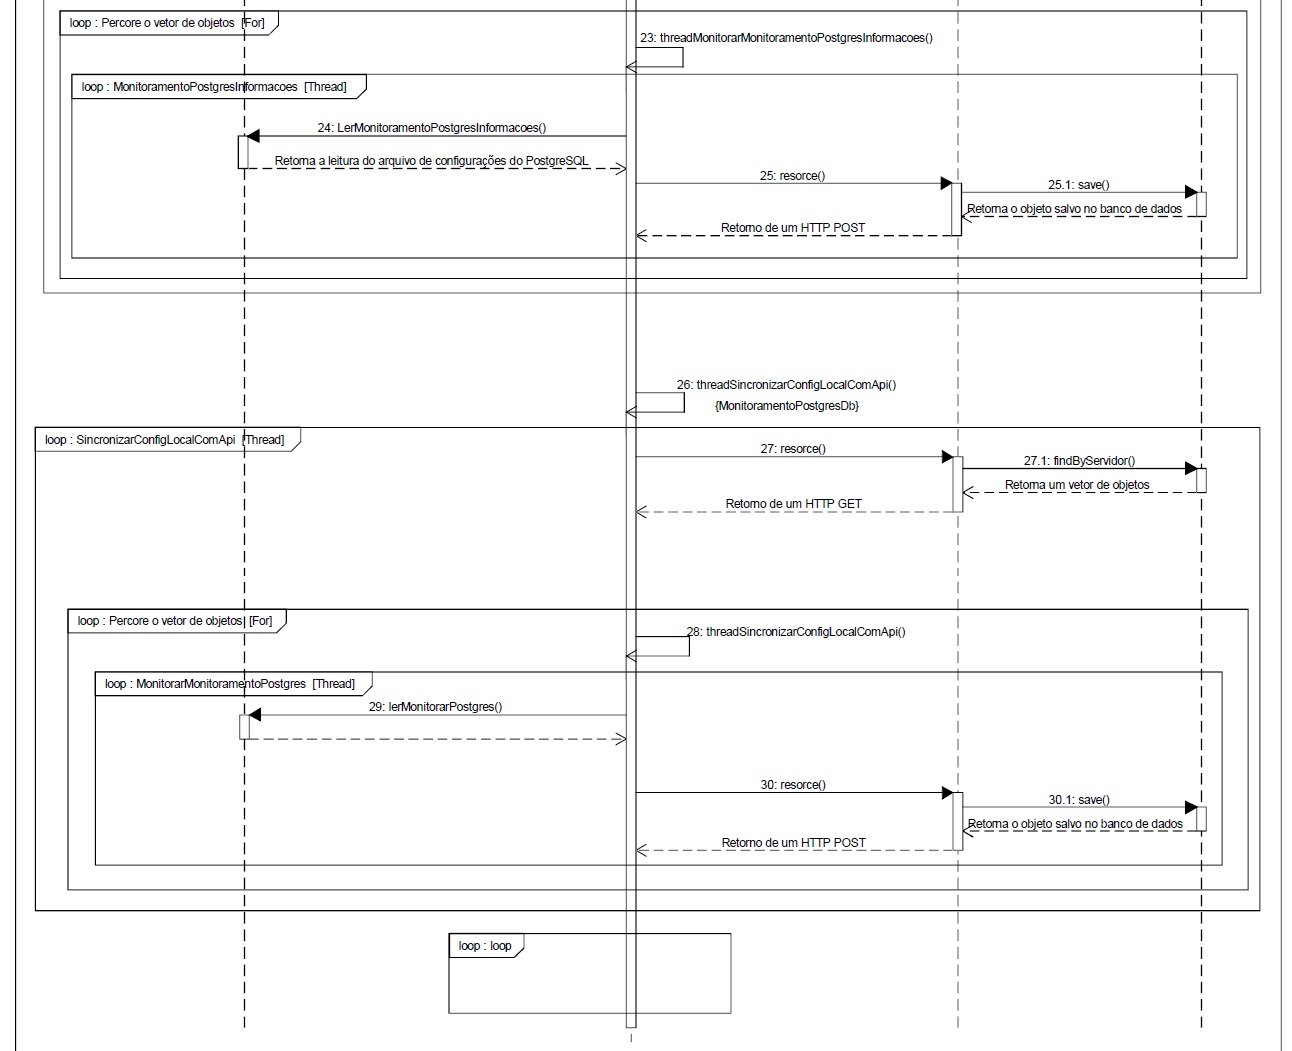 loop : Percore o vetor de objetos [For]
23: threadMonitorarMonitoramentoPostgresInformacoes()
loop : MonitoramentoPostgresInformacoes [Thread]
24: LerMonitoramentoPostgresInformacoes()
Retorna a leitura do arquivo de configurações do PostgreSQL
25: resorce()
25.1: save()
Retorna o objeto salvo no banco de dados
Retorno de um HTTP POST
26: threadSincronizarConfigLocalComApi()
{MonitoramentoPostgresDb}
loop : SincronizarConfigLocalComApi [Thread]
27: resorce()
27.1: findByServidor()
Retorna um vetor de objetos
Retorno de um HTTP GET
loop : Percore o vetor de objetos [For]
28: threadSincronizarConfigLocalComApi()
loop : MonitorarMonitoramentoPostgres [Thread]
29: lerMonitorarPostgres()
30: resorce()
30.1: save()
Retorna o objeto salvo no banco de dados
Retorno de um HTTP POST
loop : loop